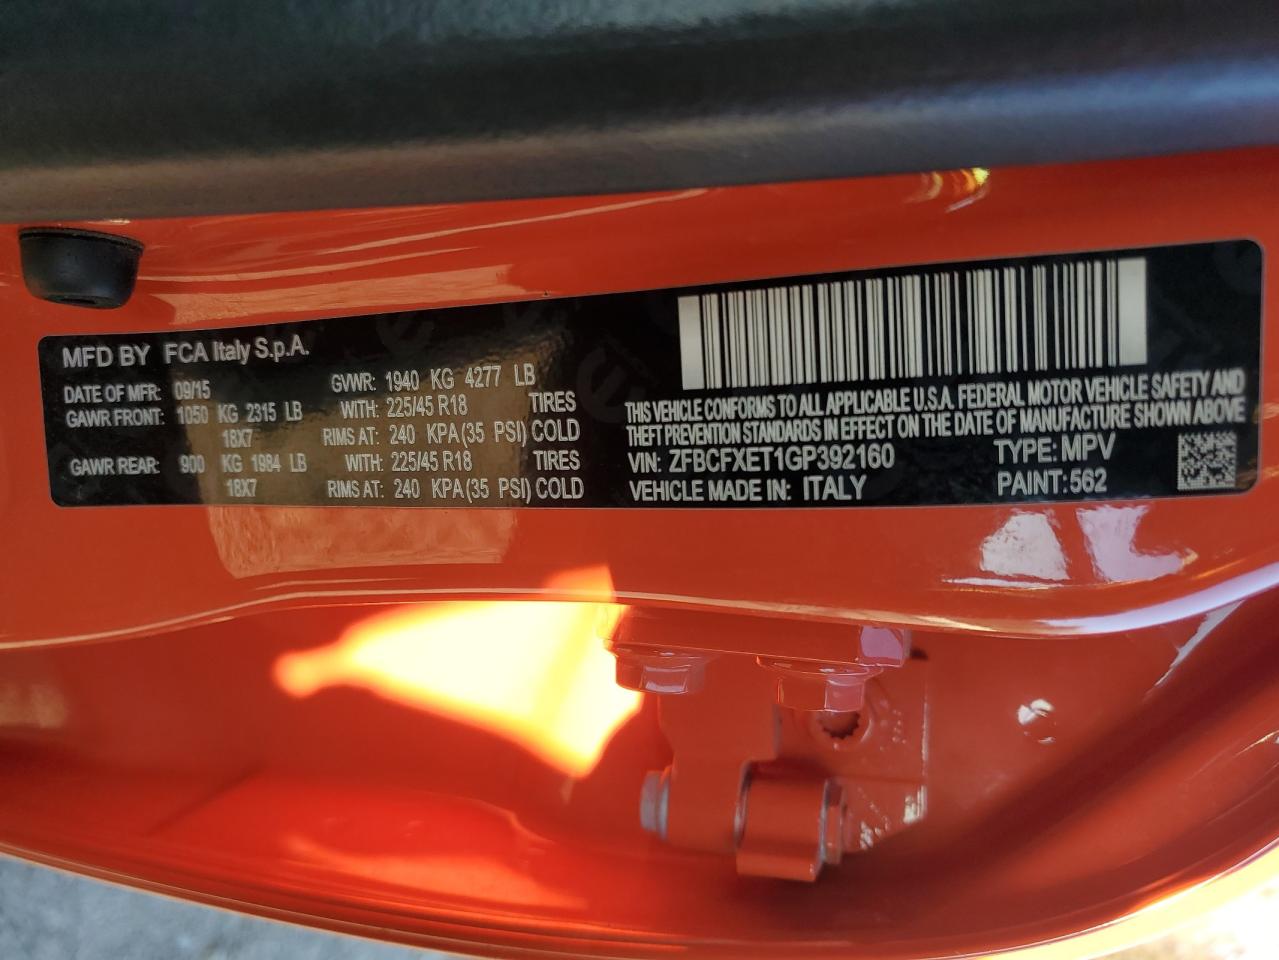 MFD BY FCA Italy S.p.A.
DATE OF MFR: 09/15 GVWR: 1940 KG 4277 LB
GAWR FRONT: 1050 KG 2315 LB WITH: 225/45 R18 TIRES
18X7 RIMS AT: 240 KPA (35 PSI) COLD
GAWR REAR: 900 KG 1984 LB WITH: 225/45 R18 TIRES
18X7 RIMS AT: 240 KPA (35 PSI) COLD
THIS VEHICLE CONFORMS TO ALL APPLICABLE U.S.A. FEDERAL MOTOR VEHICLE SAFETY AND
THEFT PREVENTION STANDARDS IN EFFECT ON THE DATE OF MANUFACTURE SHOWN ABOVE
VIN: ZFBCFXET1GP392160 TYPE: MPV
VEHICLE MADE IN: ITALY PAINT: 562